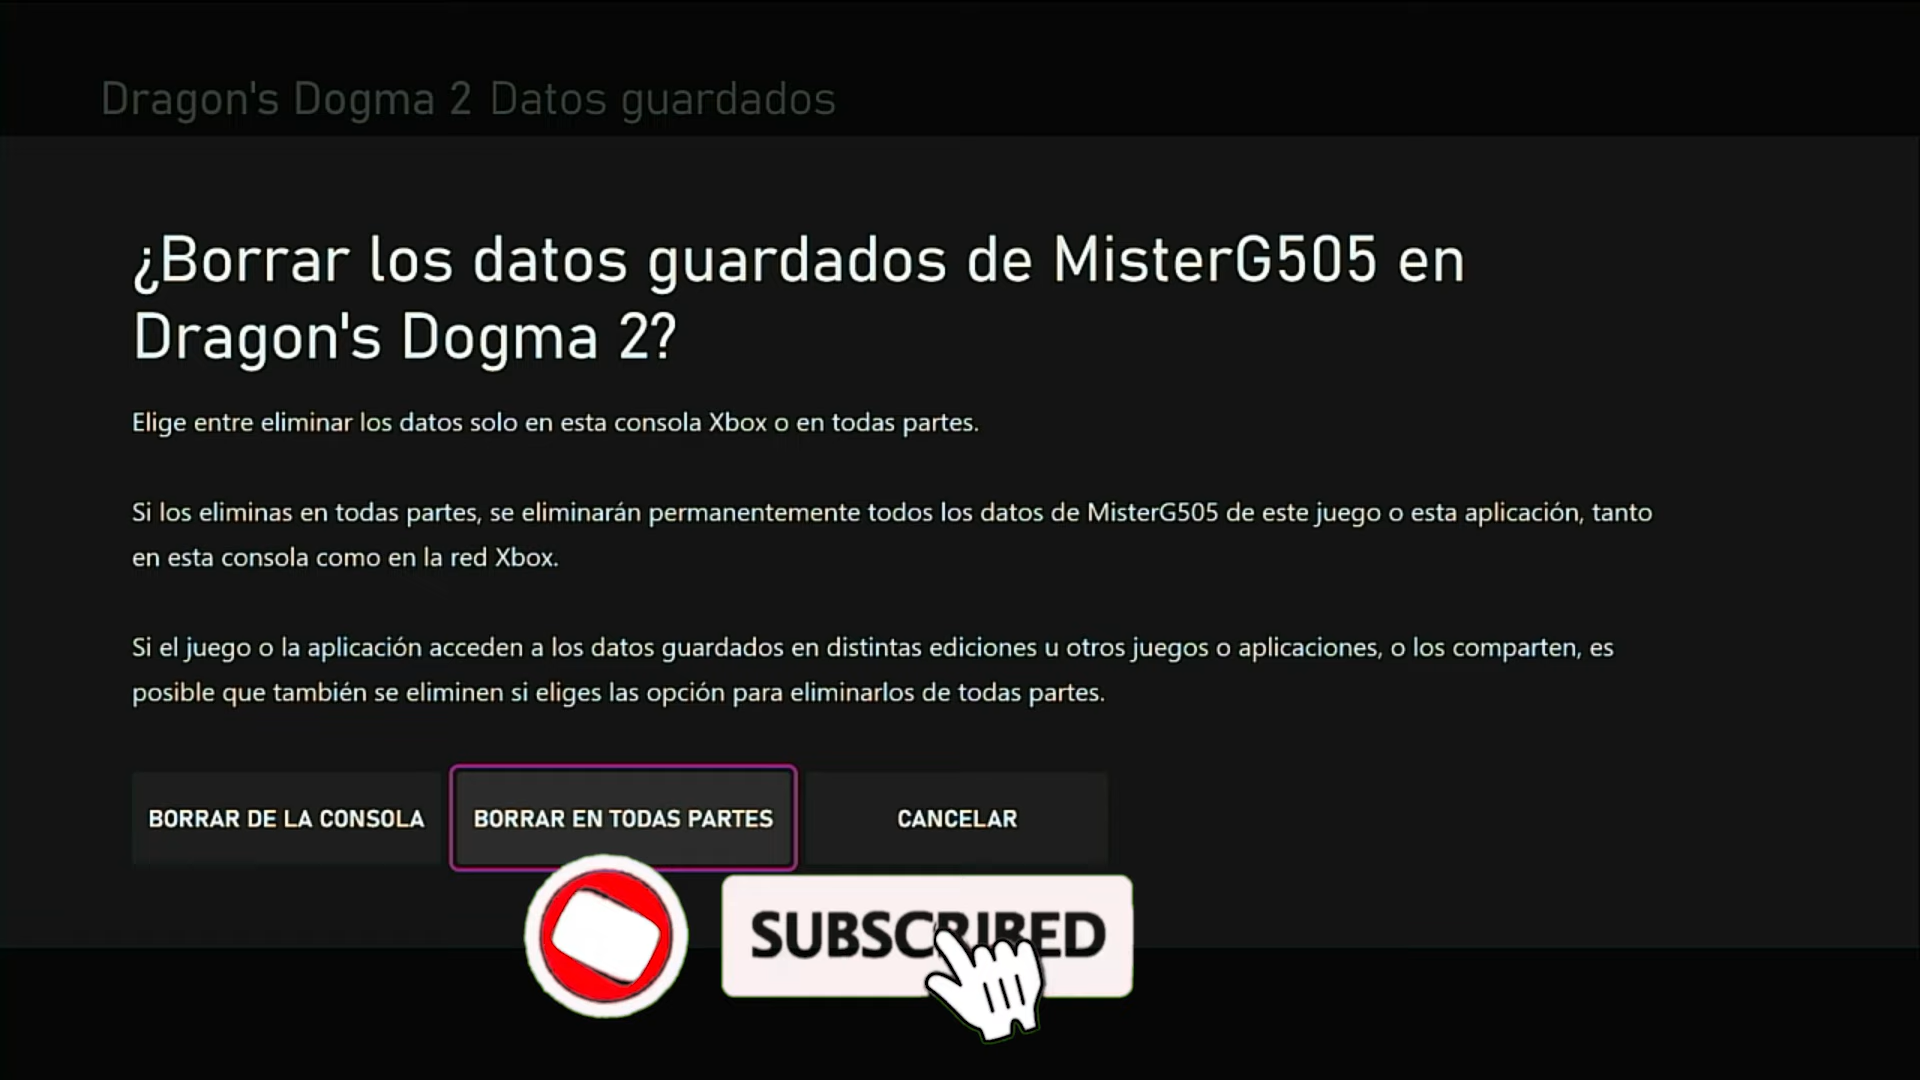 Dragon's Dogma 2 Datos guardados
¿Borrar los datos guardados de MisterG505 en
Dragon's Dogma 2?
Elige entre eliminar los datos solo en esta consola Xbox o en todas partes.
Si los eliminas en todas partes, se eliminarán permanentemente todos los datos de MisterG505 de este juego o esta aplicación, tanto
en esta consola como en la red Xbox.
Si el juego o la aplicación acceden a los datos guardados en distintas ediciones u otros juegos o aplicaciones, o los comparten, es
posible que también se eliminen si eliges las opción para eliminarlos de todas partes.
BORRAR DE LA CONSOLA BORRAR EN TODAS PARTES CANCELAR
SUBSCRIBED